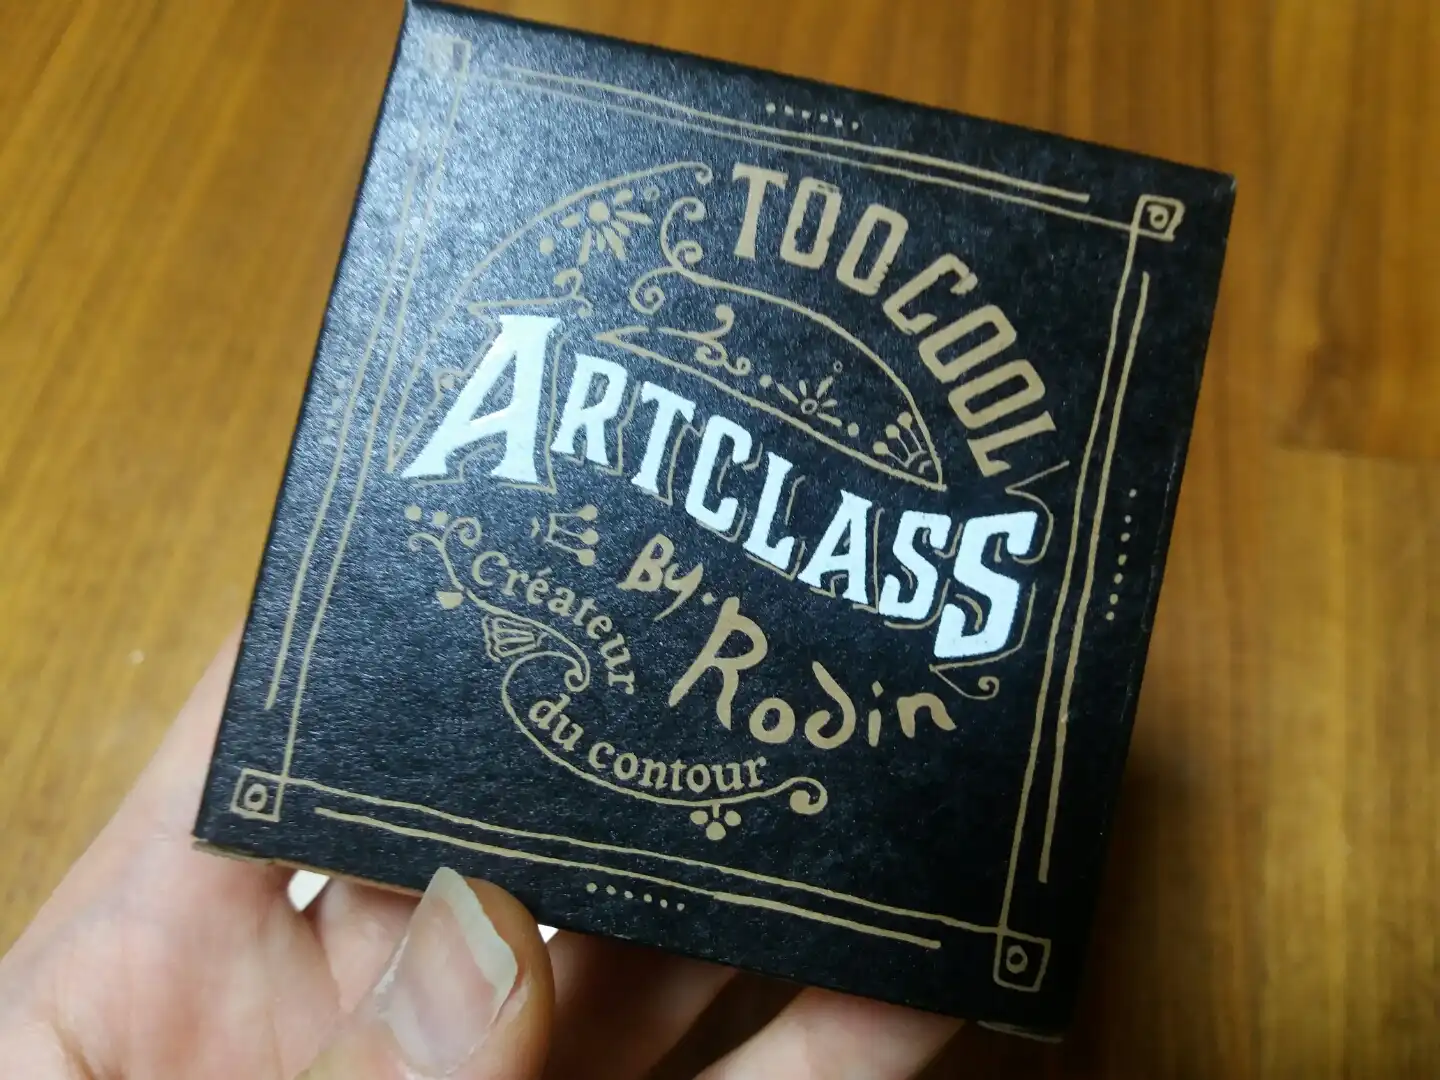 TOO COOL
ARTCLASS
BY. Rodin
Créateur
du contour